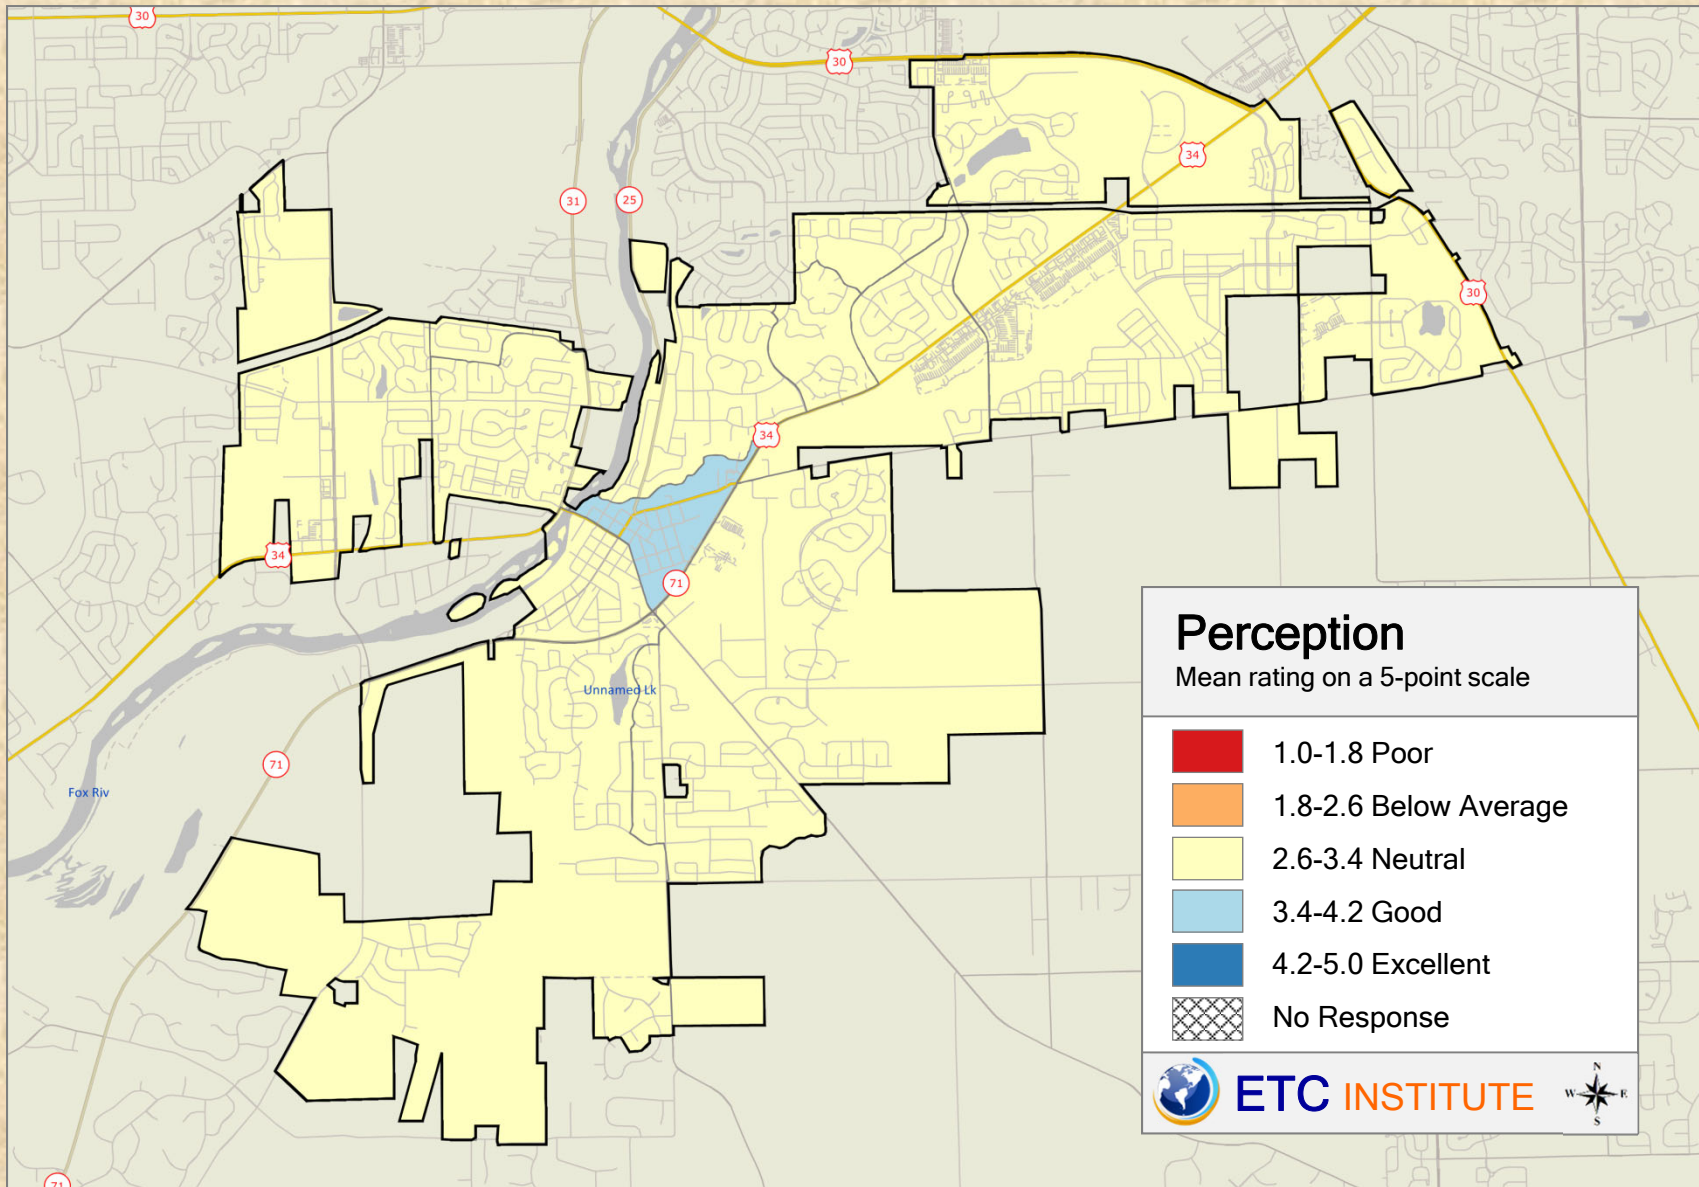 30
30
34
31
25
30
34
34
71
Unnamed Lk
71
Fox Riv
71
Perception
Mean rating on a 5-point scale
1.0-1.8 Poor
1.8-2.6 Below Average
2.6-3.4 Neutral
3.4-4.2 Good
4.2-5.0 Excellent
No Response
ETC INSTITUTE
N
W E
S